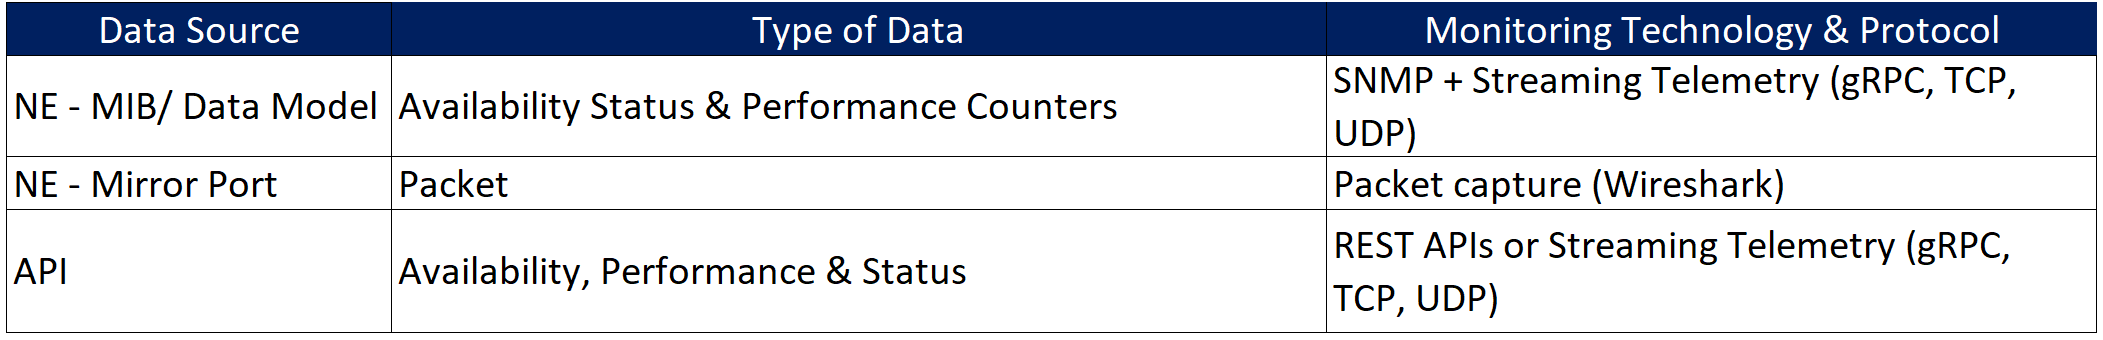 Data Source
Type of Data
Monitoring Technology & Protocol
NE - MIB/ Data Model
Availability Status & Performance Counters
SNMP + Streaming Telemetry (gRPC, TCP,
UDP)
NE - Mirror Port
Packet
Packet capture (Wireshark)
API
Availability, Performance & Status
REST APIs or Streaming Telemetry (gRPC,
TCP, UDP)